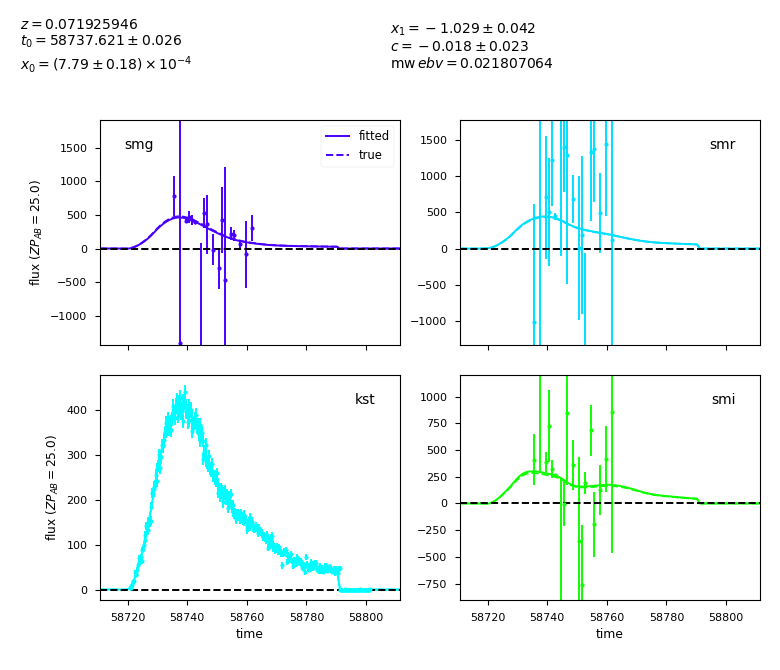 z = 0.071925946
t₀ = 58737.621 ± 0.026
x₀ = (7.79 ± 0.18) × 10⁻⁴
x₁ = −1.029 ± 0.042
c = −0.018 ± 0.023
mw ebv = 0.021807064
smg
fitted
true
1500
1000
500
0
−500
−1000
flux (ZP_AB = 25.0)
smr
1500
1000
500
0
−500
−1000
kst
400
300
200
100
0
flux (ZP_AB = 25.0)
58720 58740 58760 58780 58800
time
smi
1000
750
500
250
0
−250
−500
−750
58720 58740 58760 58780 58800
time